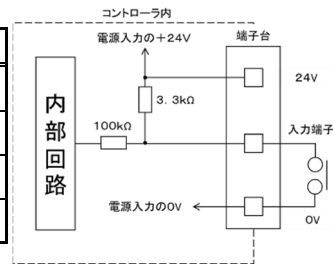 コントローラ内
電源入力の+24V
端子台
24V
3.3kΩ
内部回路
100kΩ
入力端子
電源入力の0V
0V